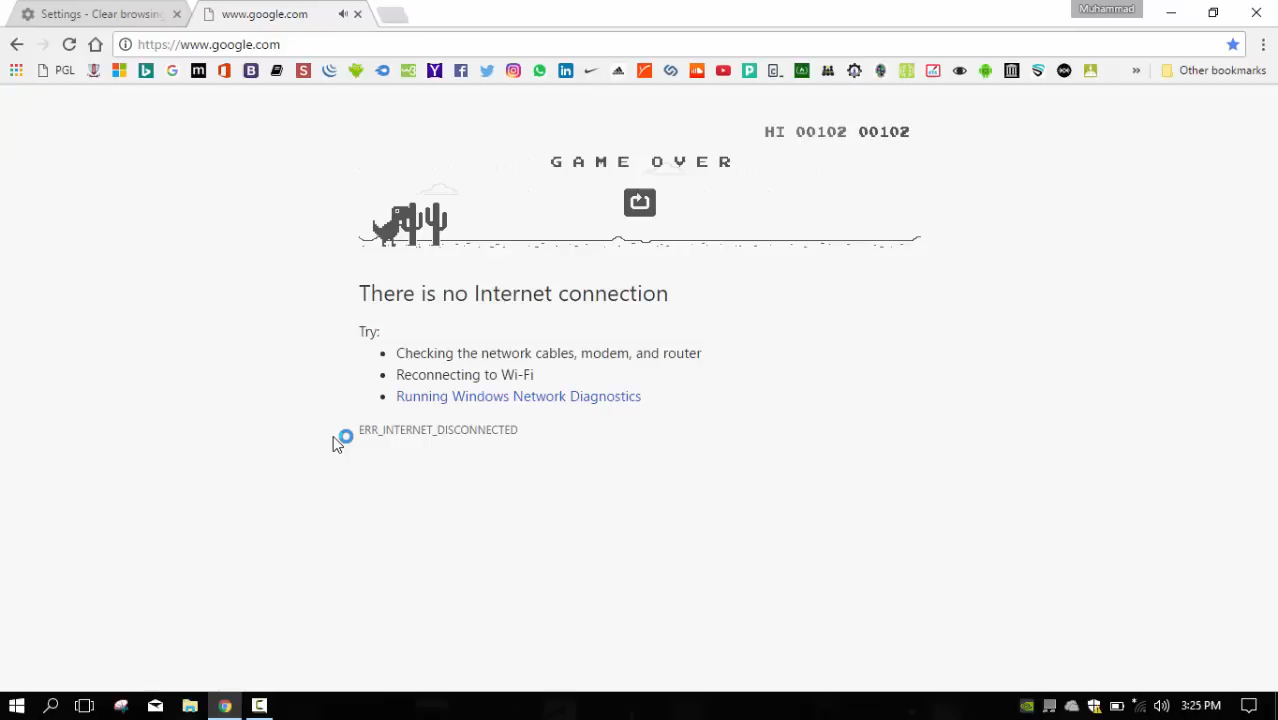 Settings - Clear browsing
www.google.com
Muhammad
https://www.google.com
PGL
Other bookmarks
HI 00102 00102
GAME OVER
There is no Internet connection
Try:
Checking the network cables, modem, and router
Reconnecting to Wi-Fi
Running Windows Network Diagnostics
ERR_INTERNET_DISCONNECTED
3:25 PM